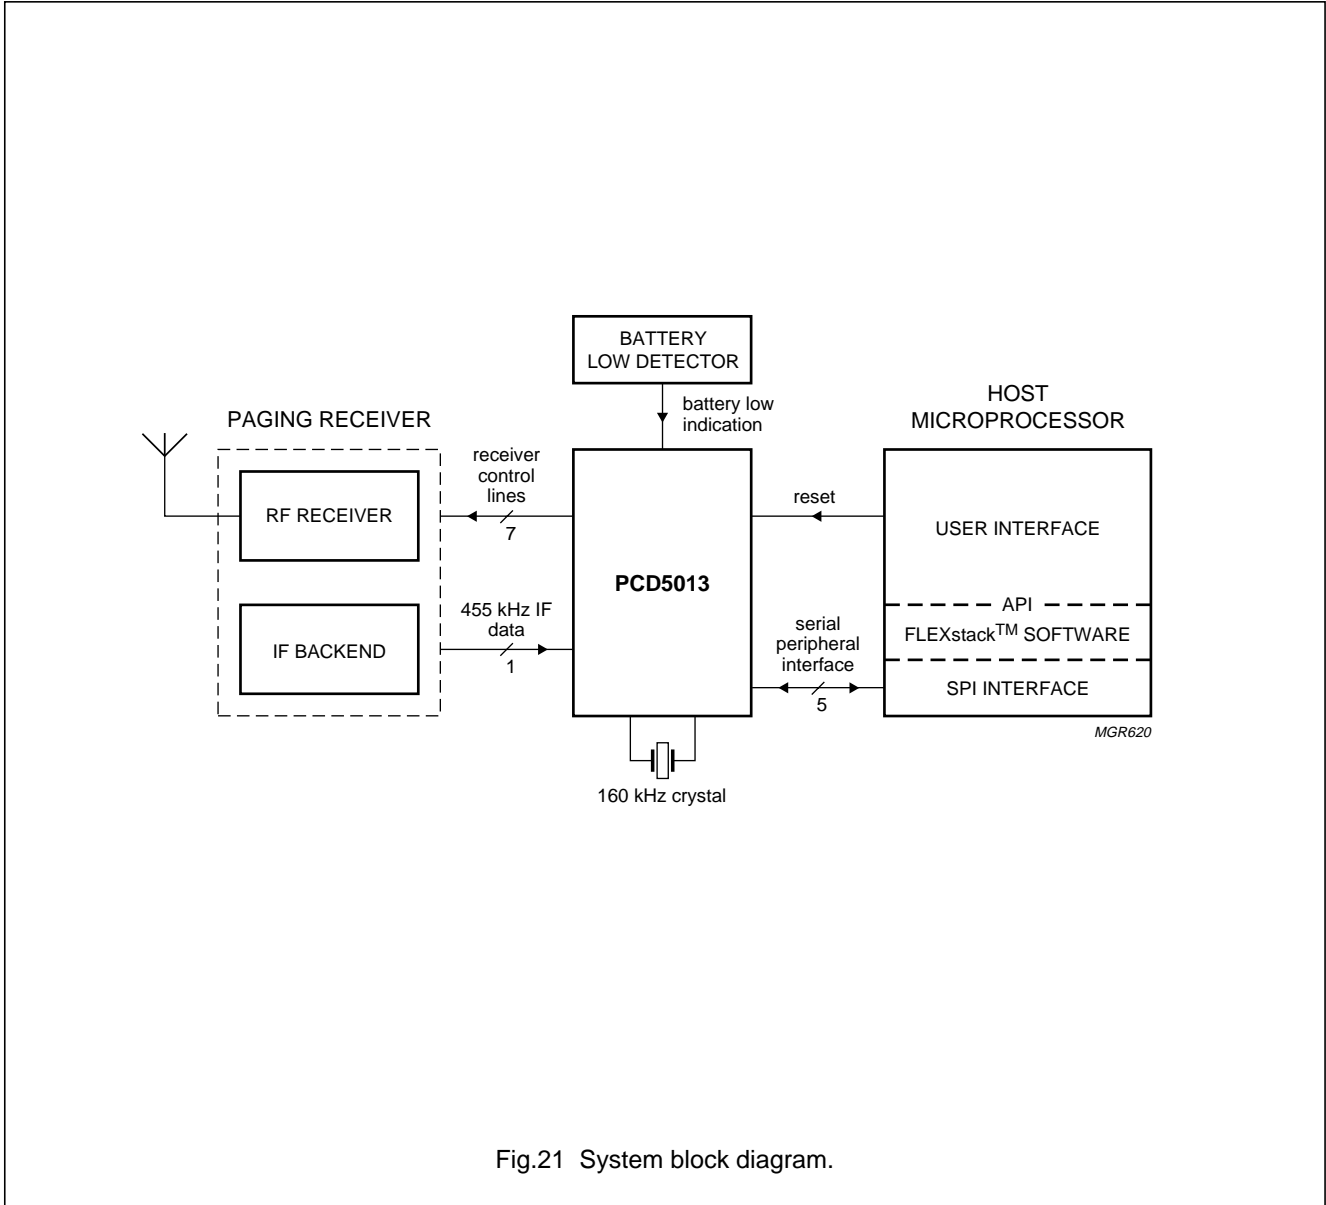 BATTERY
LOW DETECTOR
battery low
indication
HOST
MICROPROCESSOR
PAGING RECEIVER
receiver
control
lines
7
reset
RF RECEIVER
USER INTERFACE
PCD5013
API
455 kHz IF
data
1
serial
peripheral
interface
5
FLEXstack™ SOFTWARE
IF BACKEND
SPI INTERFACE
MGR620
160 kHz crystal
Fig.21 System block diagram.